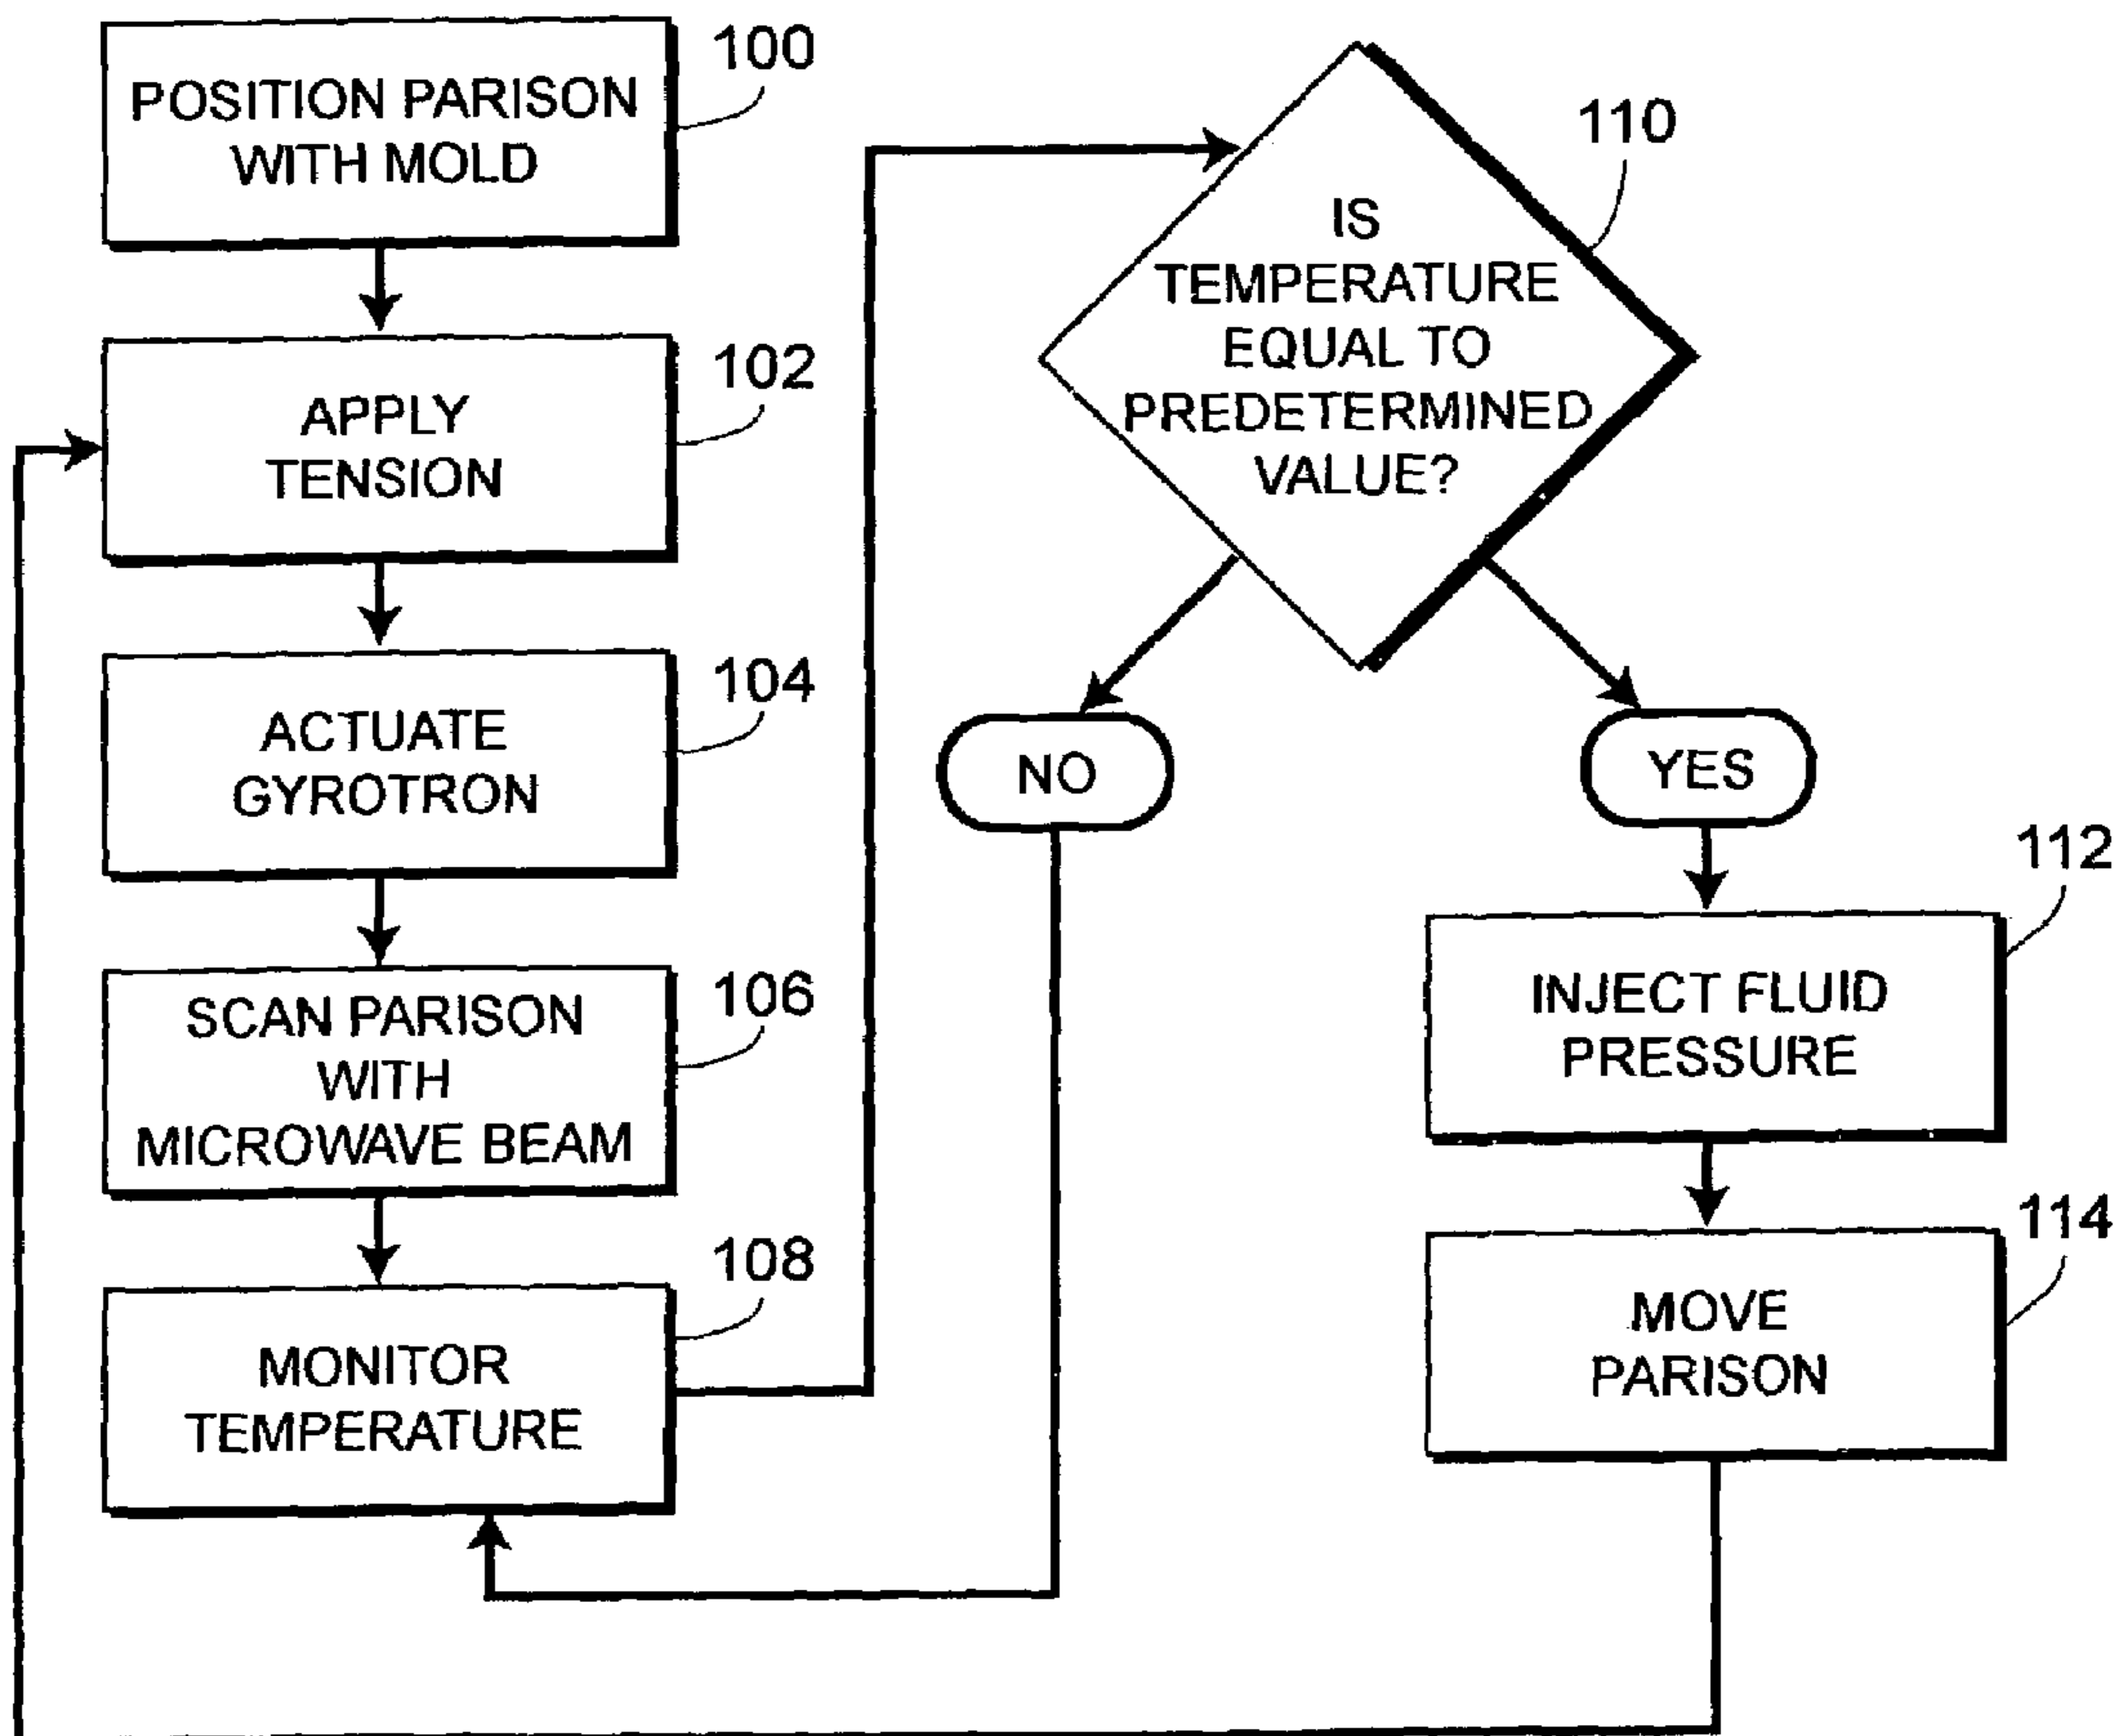 100
POSITION PARISON
WITH MOLD
102
APPLY
TENSION
104
ACTUATE
GYROTRON
106
SCAN PARISON
WITH
MICROWAVE BEAM
108
MONITOR
TEMPERATURE
110
IS
TEMPERATURE
EQUAL TO
PREDETERMINED
VALUE?
NO
YES
112
INJECT FLUID
PRESSURE
114
MOVE
PARISON